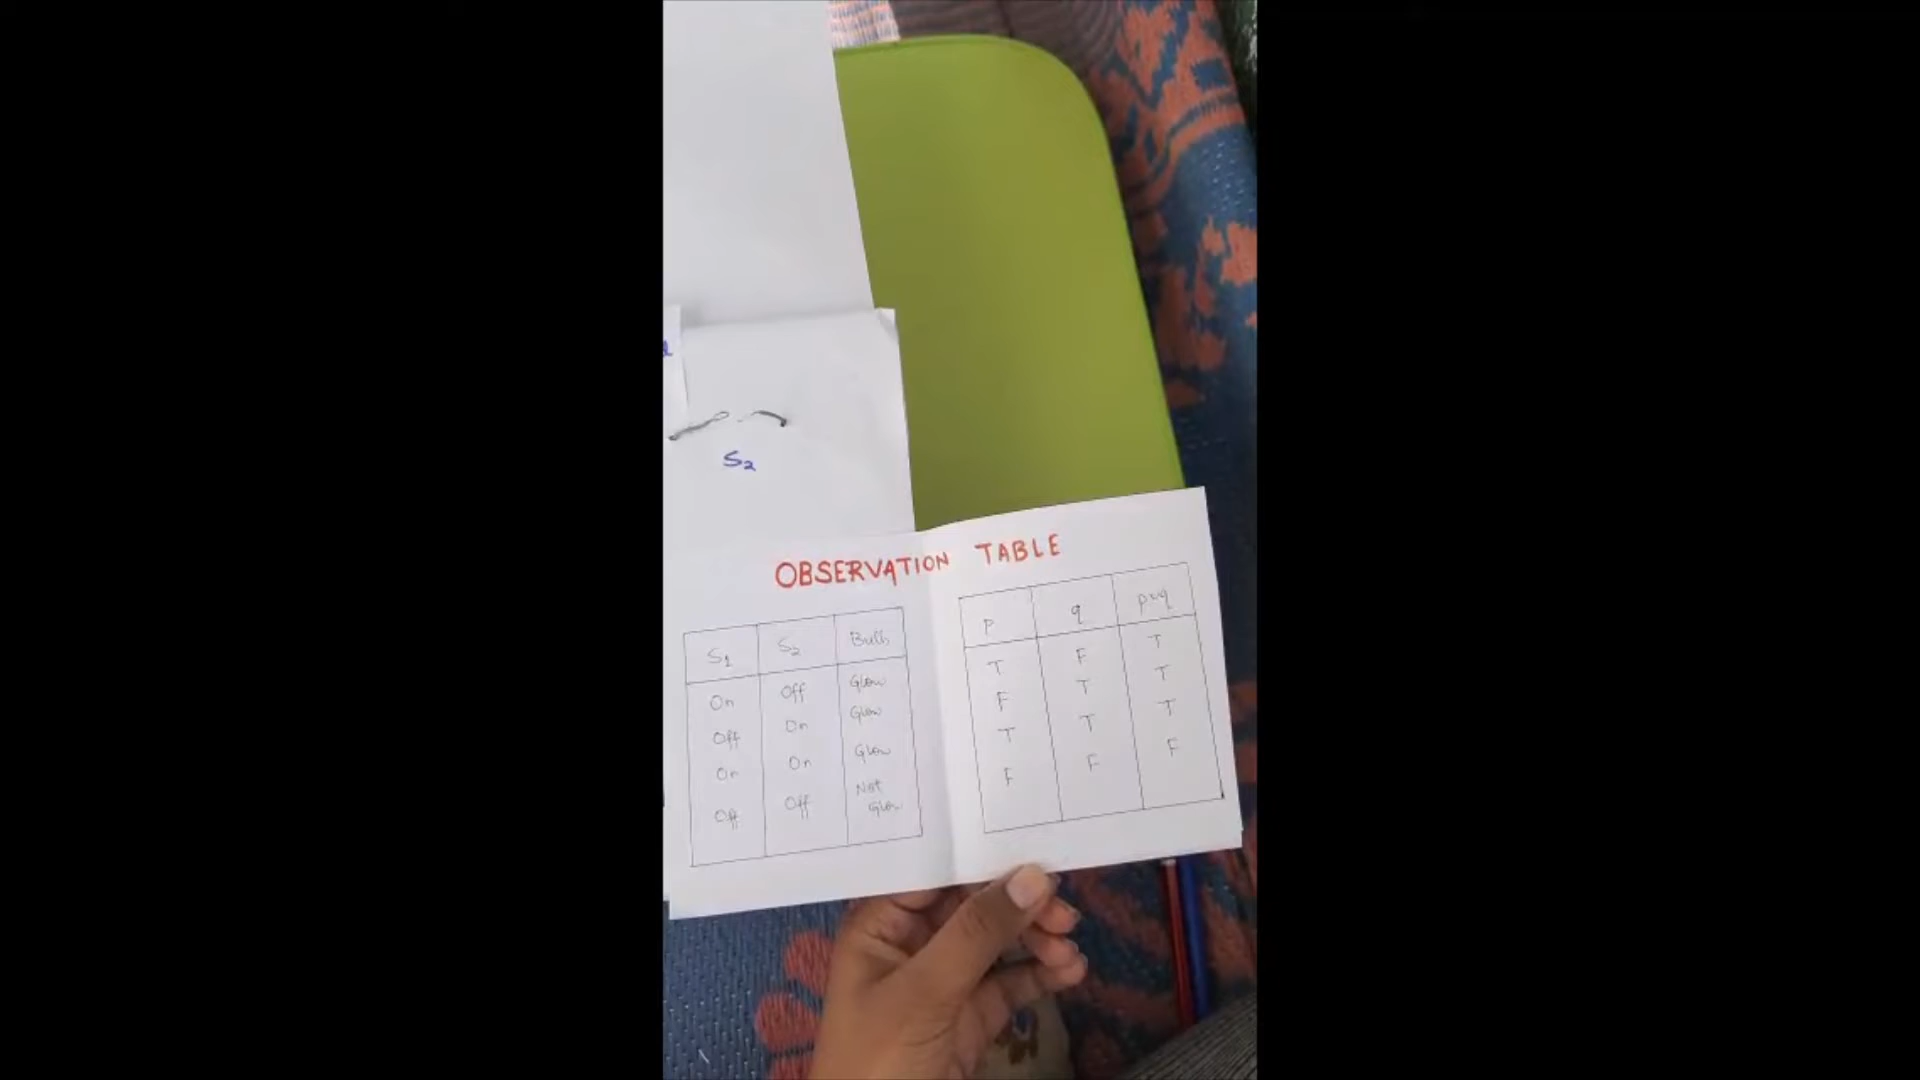 S₂
OBSERVATION TABLE
S₁ S₂ Bulb
On Off Glow
Off On Glow
On On Glow
Off Off Not Glow
p q p∨q
T F T
F T T
T T T
F F F